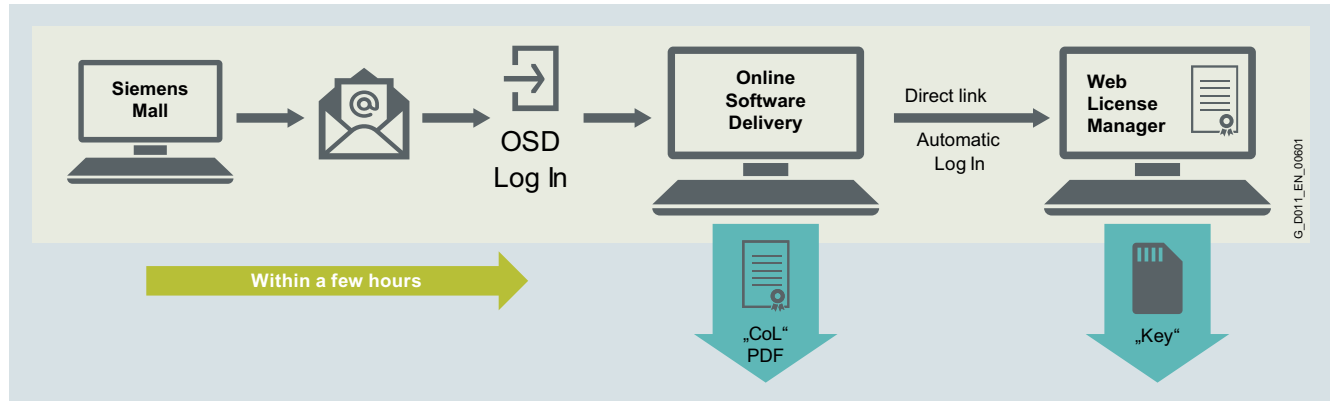 Siemens
Mall
@
OSD
Log In
Online
Software
Delivery
Direct link
Automatic
Log In
Web
License
Manager
G_D011_EN_00601
Within a few hours
„CoL“
PDF
„Key“